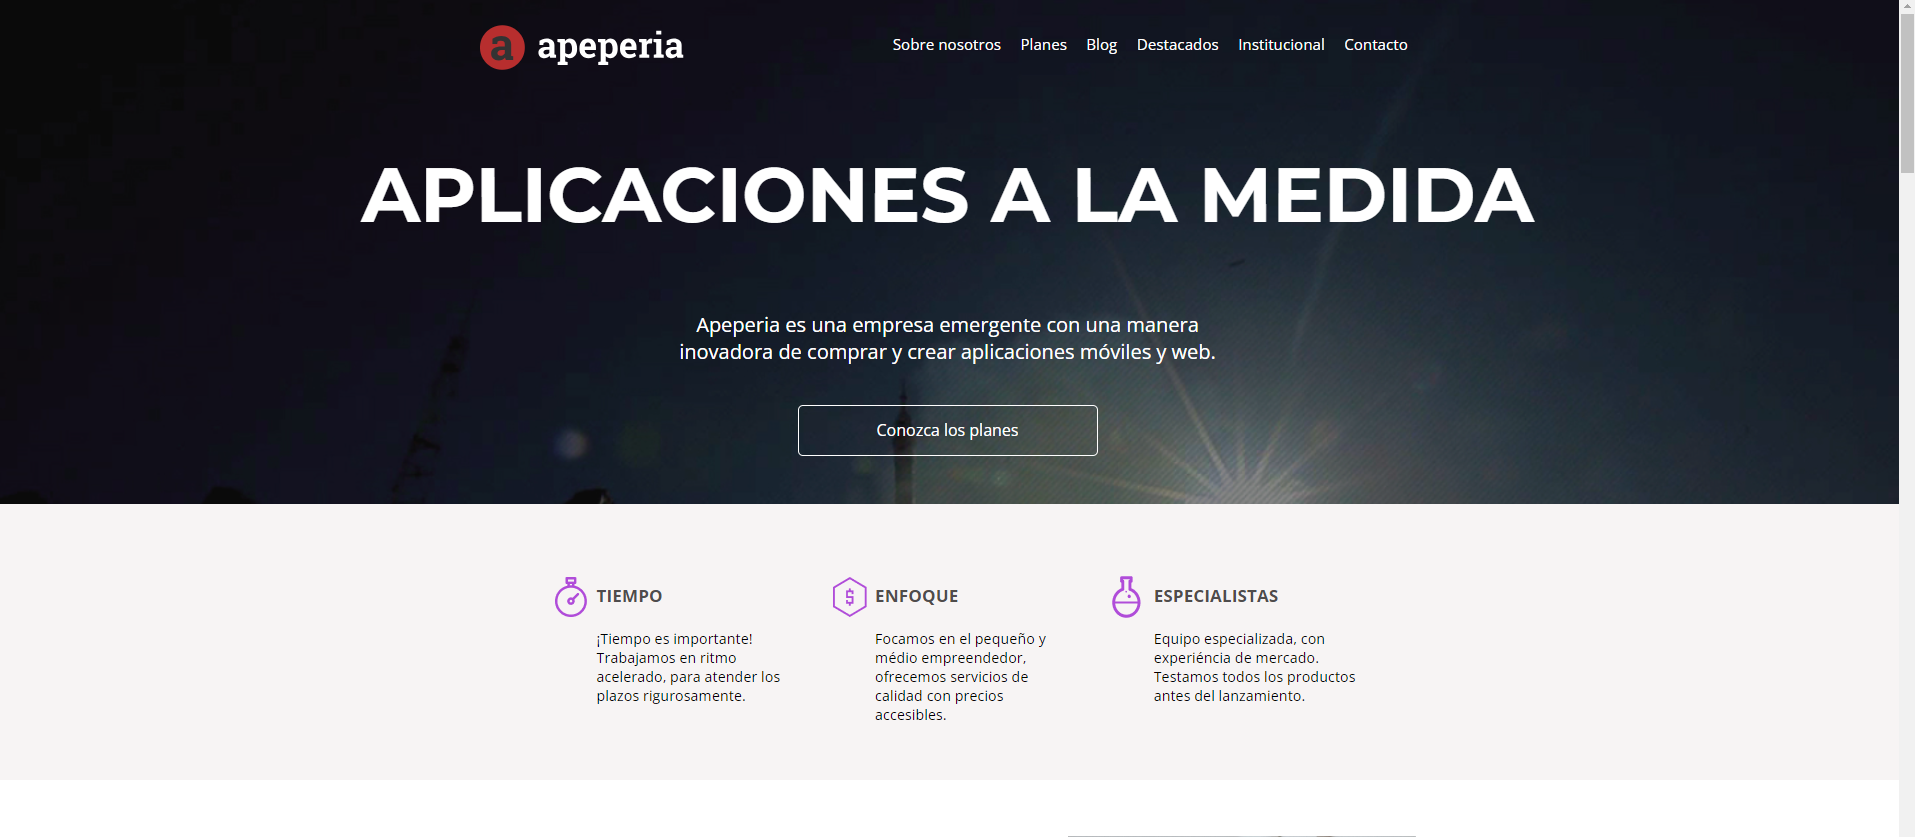 a apeperia
Sobre nosotros Planes Blog Destacados Institucional Contacto
APLICACIONES A LA MEDIDA
Apeperia es una empresa emergente con una manera
inovadora de comprar y crear aplicaciones móviles y web.
Conozca los planes
TIEMPO
¡Tiempo es importante!
Trabajamos en ritmo
acelerado, para atender los
plazos rigurosamente.
$
ENFOQUE
Focamos en el pequeño y
médio empreendedor,
ofrecemos servicios de
calidad con precios
accesibles.
ESPECIALISTAS
Equipo especializada, con
experiéncia de mercado.
Testamos todos los productos
antes del lanzamiento.